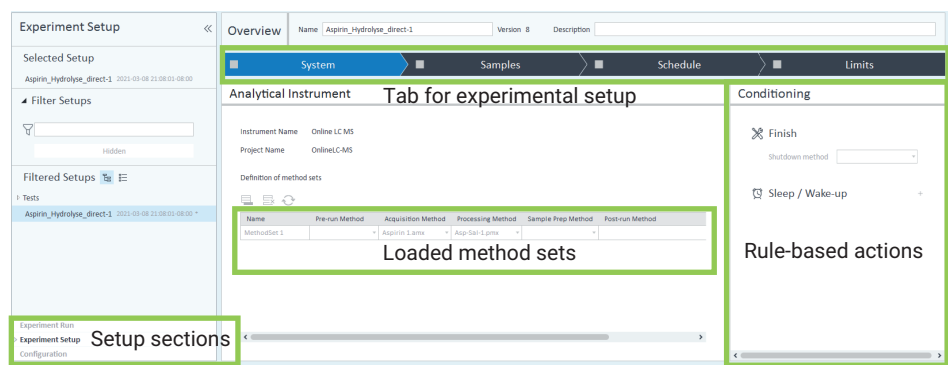 Experiment Setup «
Selected Setup
Aspirin_Hydrolyse_direct-1 2021-03-08 21:08:01-08:00
Filter Setups
Hidden
Filtered Setups
Tests
Aspirin_Hydrolyse_direct-1 2021-03-08 21:08:01-08:00 *
Experiment Run
Experiment Setup
Configuration
Setup sections
Overview Name Aspirin_Hydrolyse_direct-1 Version 8 Description
System Samples Schedule Limits
Analytical Instrument
Tab for experimental setup
Instrument Name Online LC MS
Project Name OnlineLC-MS
Definition of method sets
Name Pre-run Method Acquisition Method Processing Method Sample Prep Method Post-run Method
MethodSet 1 Aspirin 1.amx Asp-Sal-1.pmx
Loaded method sets
Conditioning
Finish
Shutdown method
Sleep / Wake-up +
Rule-based actions